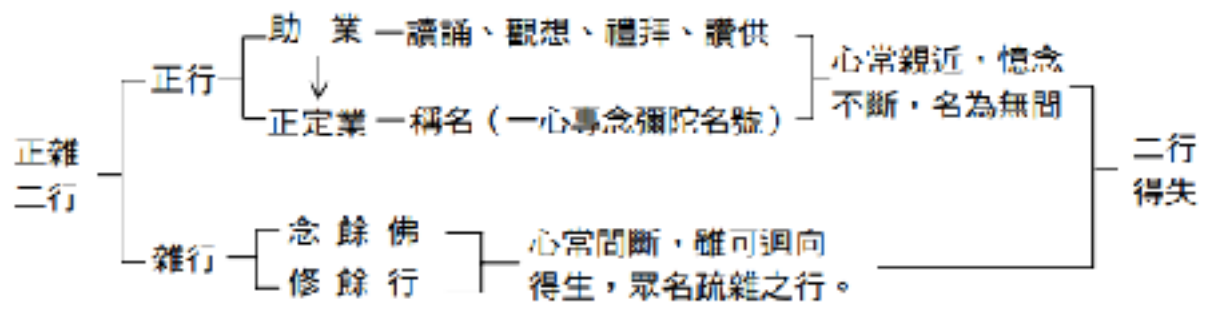 正雜
二行
正行
助 業 — 讀誦、觀想、禮拜、讚供
正定業 — 稱名（一心專念彌陀名號）
心常親近，憶念
不斷，名為無間
雜行
念 餘 佛
修 餘 行
心常間斷，雖可迴向
得生，眾名疏雜之行。
二行
得失